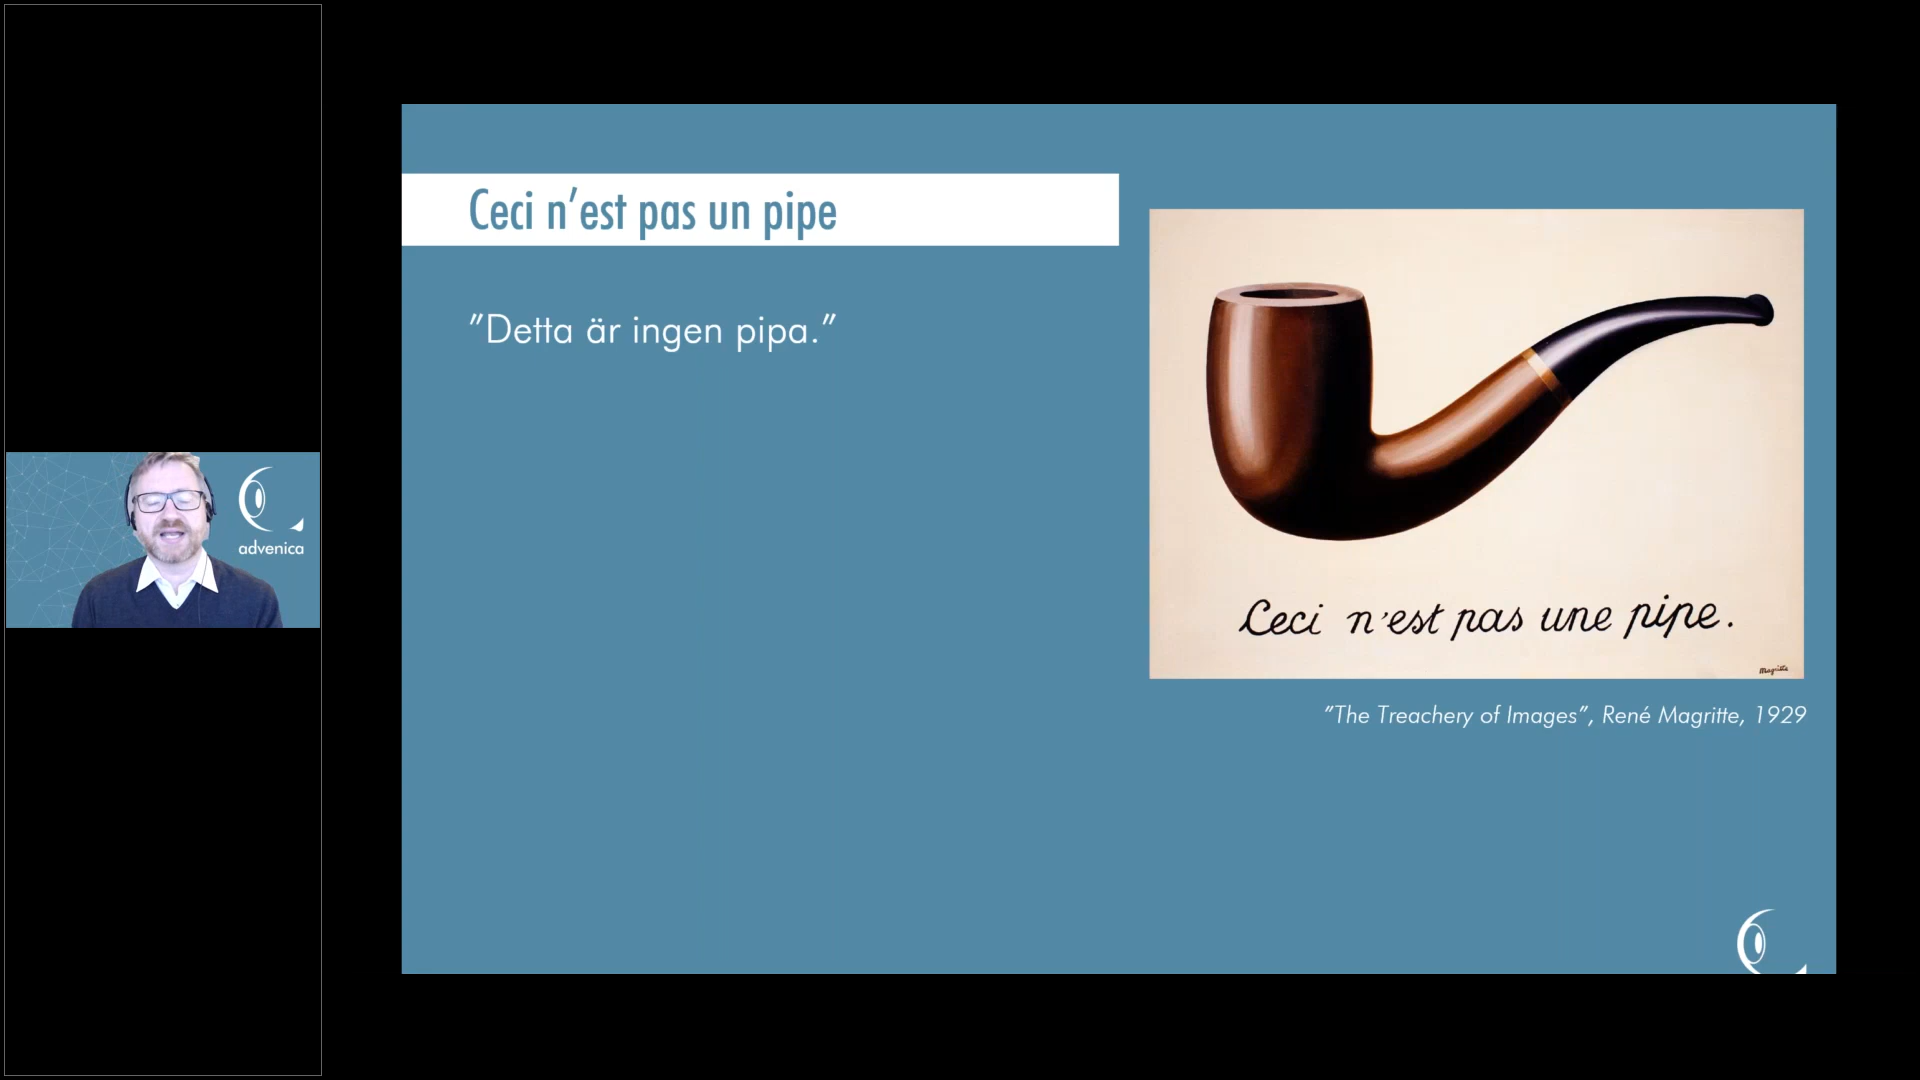 advenica
Ceci n’est pas un pipe
”Detta är ingen pipa.”
Ceci n’est pas une pipe.
Magritte
”The Treachery of Images”, René Magritte, 1929